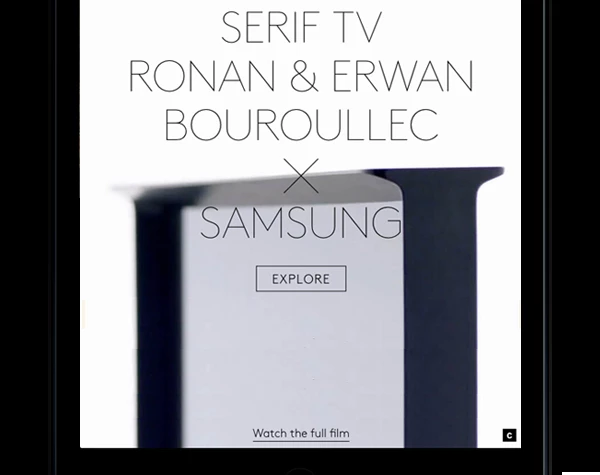 SERIF TV
RONAN & ERWAN
BOUROULLEC
X
SAMSUNG
EXPLORE
Watch the full film
C